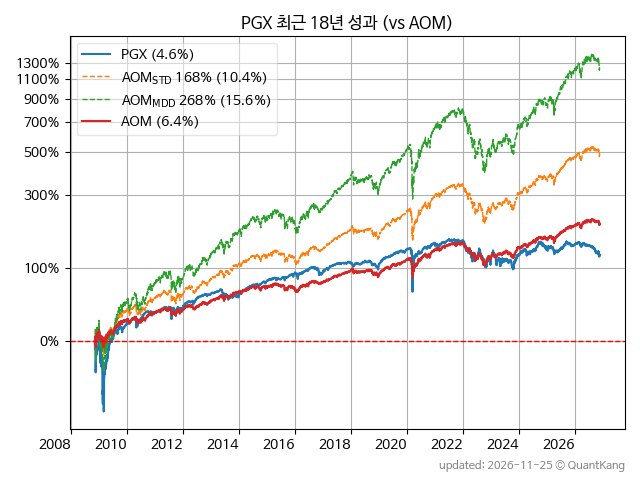 PGX 최근 18년 성과 (vs AOM)
PGX (4.6%)
AOM_STD 168% (10.4%)
AOM_MDD 268% (15.6%)
AOM (6.4%)
1300%
1100%
900%
700%
500%
300%
100%
0%
2008 2010 2012 2014 2016 2018 2020 2022 2024 2026
updated: 2026-11-25 © QuantKang